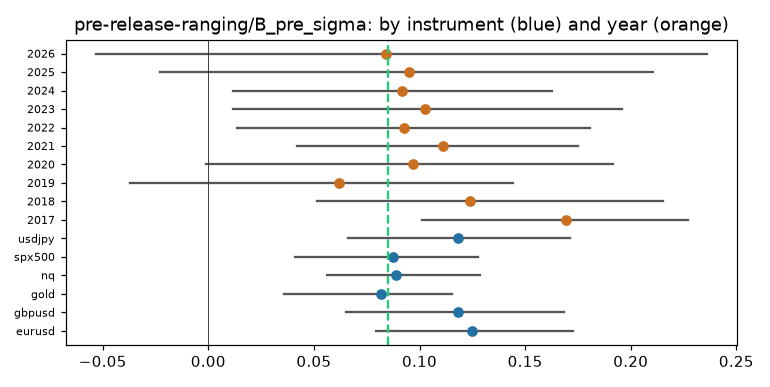 pre-release-ranging/B_pre_sigma: by instrument (blue) and year (orange)
2026
2025
2024
2023
2022
2021
2020
2019
2018
2017
usdjpy
spx500
nq
gold
gbpusd
eurusd
−0.05 0.00 0.05 0.10 0.15 0.20 0.25